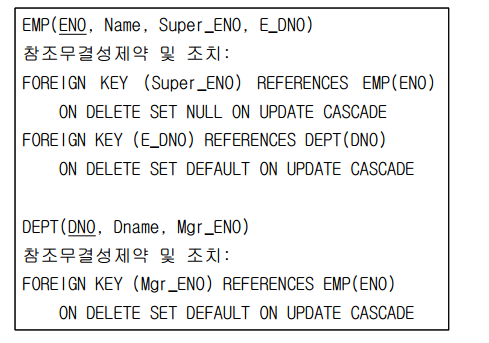 EMP(ENO, Name, Super_ENO, E_DNO)
참조무결성제약 및 조치:
FOREIGN KEY (Super_ENO) REFERENCES EMP(ENO)
ON DELETE SET NULL ON UPDATE CASCADE
FOREIGN KEY (E_DNO) REFERENCES DEPT(DNO)
ON DELETE SET DEFAULT ON UPDATE CASCADE
DEPT(DNO, Dname, Mgr_ENO)
참조무결성제약 및 조치:
FOREIGN KEY (Mgr_ENO) REFERENCES EMP(ENO)
ON DELETE SET DEFAULT ON UPDATE CASCADE